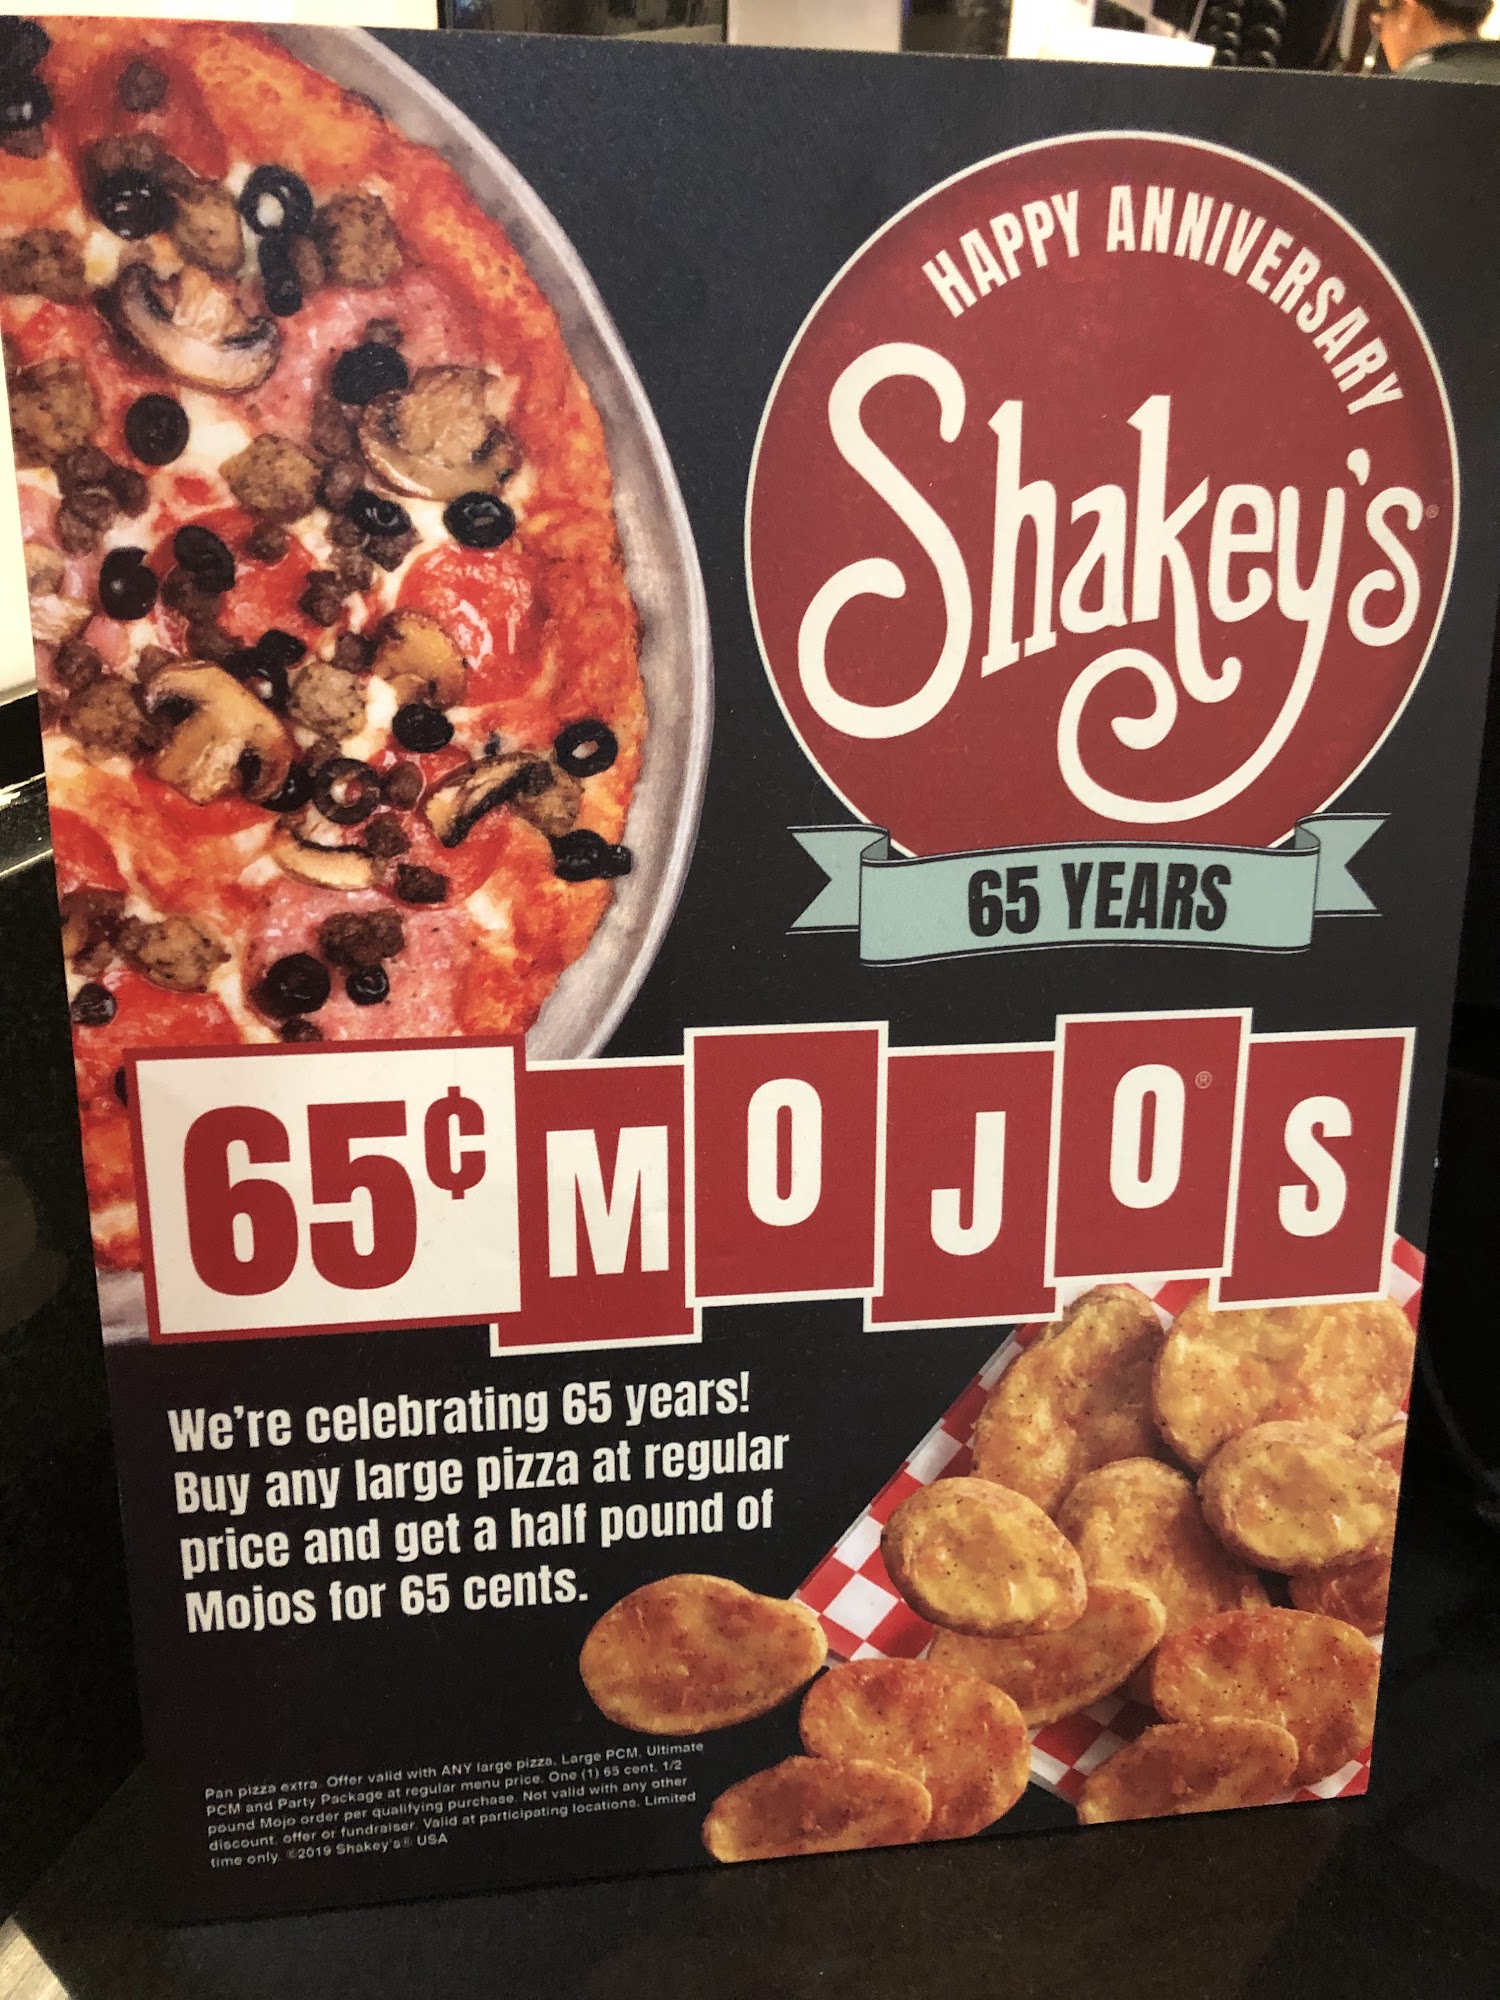 HAPPY ANNIVERSARY
Shakey's®
65 YEARS
65¢ MOJO®S
We're celebrating 65 years!
Buy any large pizza at regular
price and get a half pound of
Mojos for 65 cents.
Pan pizza extra. Offer valid with ANY large pizza, Large PCM, Ultimate
PCM and Party Package at regular menu price. One (1) 65 cent, 1/2
pound Mojo order per qualifying purchase. Not valid with any other
discount, offer or fundraiser. Valid at participating locations. Limited
time only. ©2019 Shakey's® USA